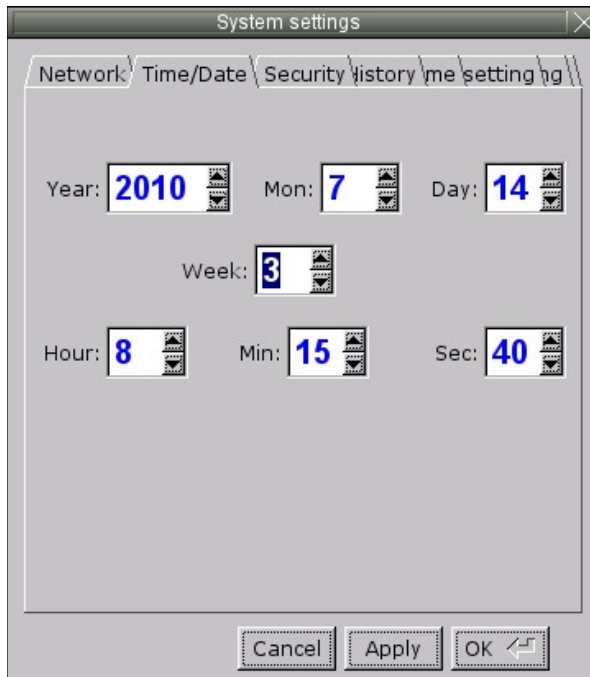 System settings
Network Time/Date Security istory me setting ng
Year: 2010 Mon: 7 Day: 14
Week: 3
Hour: 8 Min: 15 Sec: 40
Cancel Apply OK